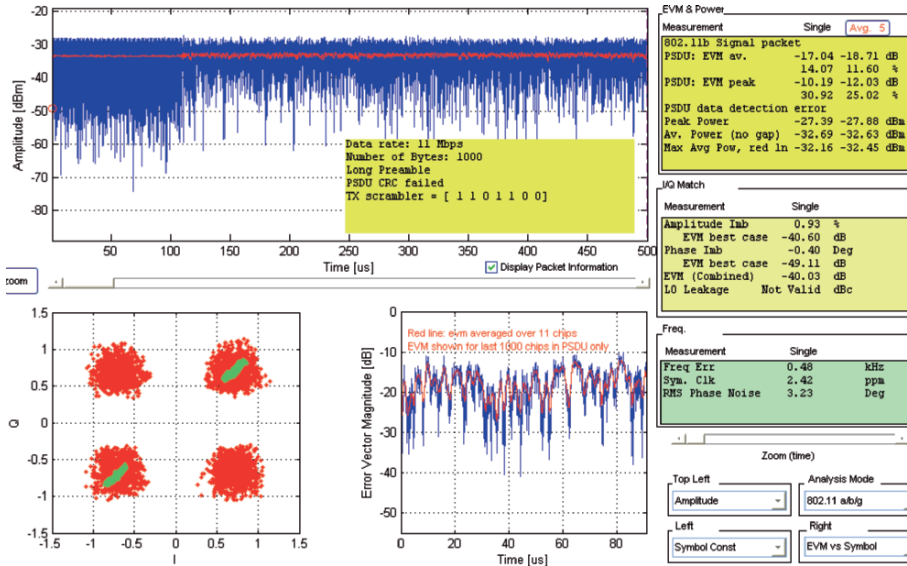 EVM & Power
Measurement Single Avg. 5
802.11b Signal packet
PSDU: EVM av. -17.04 -18.71 dB
14.07 11.60 %
PSDU: EVM peak -10.19 -12.03 dB
30.92 25.02 %
PSDU data detection error
Peak Power -27.39 -27.88 dBm
Av. Power (no gap) -32.69 -32.63 dBm
Max Avg Pow, red ln -32.16 -32.45 dBm
-20
-30
-40
-50
-60
-70
-80
Amplitude [dBm]
Data rate: 11 Mbps
Number of Bytes: 1000
Long Preamble
PSDU CRC failed
TX scrambler = [ 1 1 0 1 1 0 0]
50 100 150 200 250 300 350 400 450 500
Time [us]
Display Packet Information
zoom
I/Q Match
Measurement Single
Amplitude Imb 0.93 %
EVM best case -40.60 dB
Phase Imb -0.40 Deg
EVM best case -49.11 dB
EVM (Combined) -40.03 dB
LO Leakage Not Valid dBc
1.5
1
0.5
0
-0.5
-1
-1.5
Q
-1.5 -1 -0.5 0 0.5 1 1.5
I
Red line: evm averaged over 11 chips
EVM shown for last 1000 chips in PSDU only
0
-10
-20
-30
-40
-50
Error Vector Magnitude [dB]
0 20 40 60 80
Time [us]
Freq.
Measurement Single
Freq Err 0.48 kHz
Sym. Clk 2.42 ppm
RMS Phase Noise 3.23 Deg
Zoom (time)
Top Left
Amplitude
Analysis Mode
802.11 a/b/g
Left
Symbol Const
Right
EVM vs Symbol